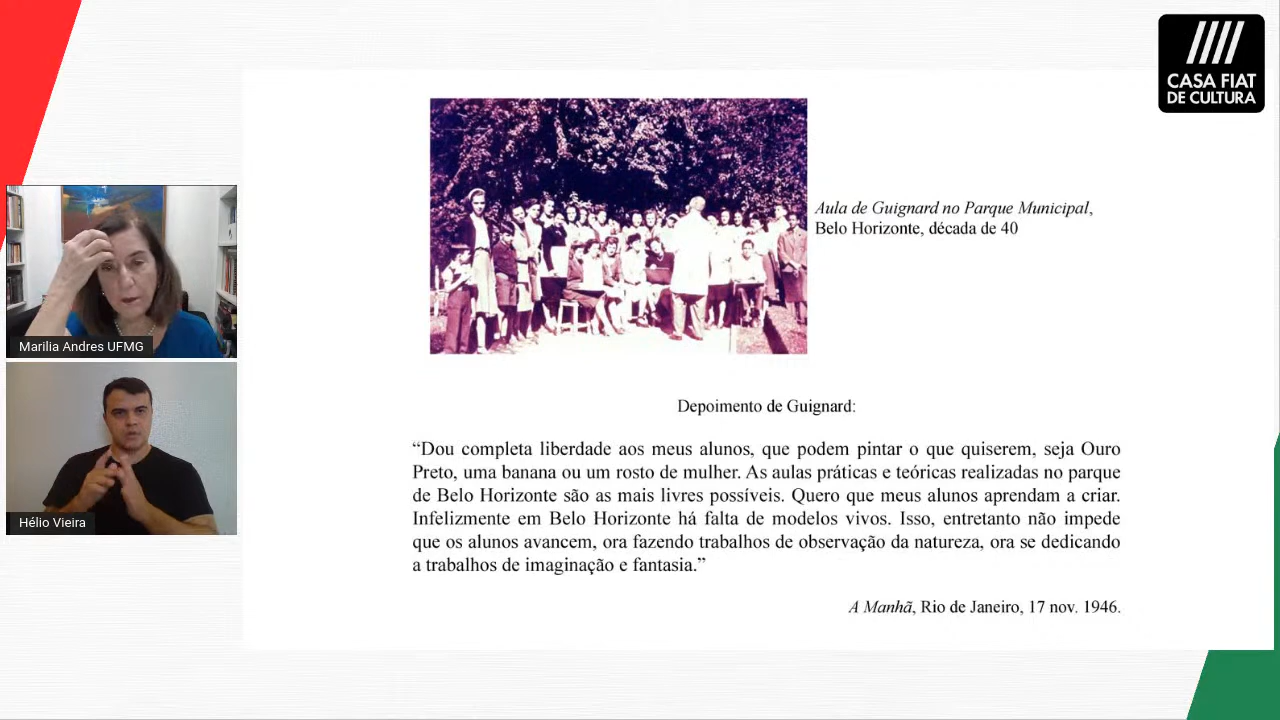 CASA FIAT
DE CULTURA
Aula de Guignard no Parque Municipal,
Belo Horizonte, década de 40
Marilia Andres UFMG
Hélio Vieira
Depoimento de Guignard:
“Dou completa liberdade aos meus alunos, que podem pintar o que quiserem, seja Ouro
Preto, uma banana ou um rosto de mulher. As aulas práticas e teóricas realizadas no parque
de Belo Horizonte são as mais livres possíveis. Quero que meus alunos aprendam a criar.
Infelizmente em Belo Horizonte há falta de modelos vivos. Isso, entretanto não impede
que os alunos avancem, ora fazendo trabalhos de observação da natureza, ora se dedicando
a trabalhos de imaginação e fantasia.”
A Manhã, Rio de Janeiro, 17 nov. 1946.